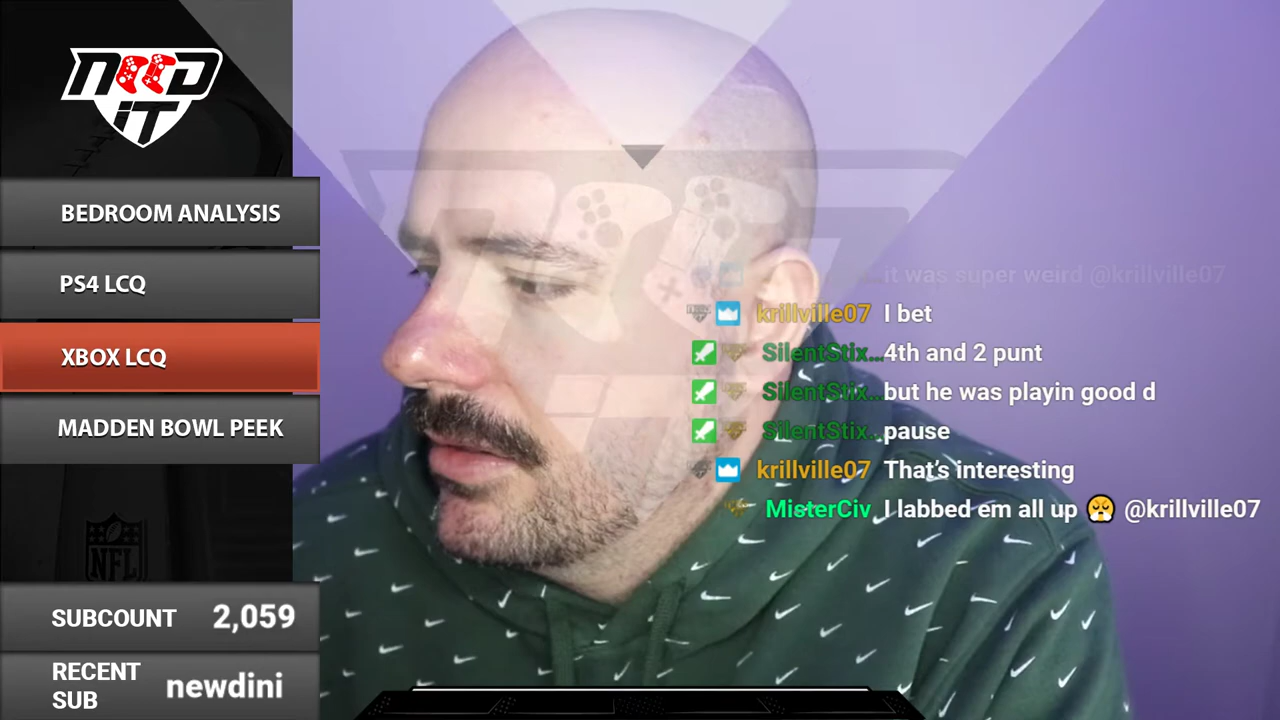 BEDROOM ANALYSIS
PS4 LCQ
XBOX LCQ
MADDEN BOWL PEEK
NFL
SUBCOUNT 2,059
RECENT SUB newdini
it was super weird @krillville07
krillville07 I bet
SilentStix... 4th and 2 punt
SilentStix... but he was playin good d
SilentStix... pause
krillville07 That’s interesting
MisterCiv I labbed em all up 😤 @krillville07